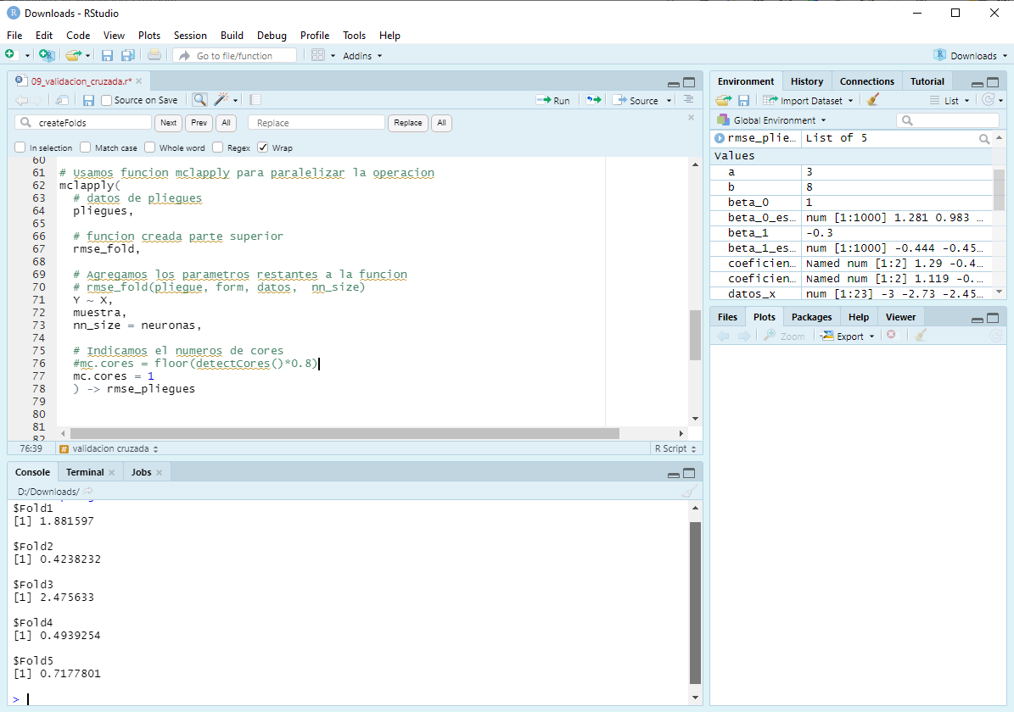 Downloads - RStudio
File Edit Code View Plots Session Build Debug Profile Tools Help
Go to file/function Addins Downloads
09_validacion_cruzada.r*
Source on Save Run Source
createFolds Next Prev All Replace Replace All
In selection Match case Whole word Regex Wrap
60
61 # Usamos funcion mclapply para paralelizar la operacion
62 mclapply(
63 # datos de pliegues
64 pliegues,
65
66 # funcion creada parte superior
67 rmse_fold,
68
69 # Agregamos los parametros restantes a la funcion
70 # rmse_fold(pliegue, form, datos,  nn_size)
71 Y ~ X,
72 muestra,
73 nn_size = neuronas,
74
75 # Indicamos el numeros de cores
76 #mc.cores = floor(detectCores()*0.8)
77 mc.cores = 1
78 ) -> rmse_pliegues
79
80
81
82
76:39 validacion cruzada R Script
Console Terminal Jobs
D:/Downloads/
$Fold1
[1] 1.881597
$Fold2
[1] 0.4238232
$Fold3
[1] 2.475633
$Fold4
[1] 0.4939254
$Fold5
[1] 0.7177801
>
Environment History Connections Tutorial
Import Dataset List
Global Environment
rmse_plie… List of 5
Values
a 3
b 8
beta_0 1
beta_0_es… num [1:1000] 1.281 0.983 …
beta_1 -0.3
beta_1_es… num [1:1000] -0.444 -0.45…
coeficien… Named num [1:2] 1.29 -0.4…
coeficien… Named num [1:2] 1.119 -0.…
datos_x num [1:23] -3 -2.73 -2.45…
Files Plots Packages Help Viewer
Zoom Export